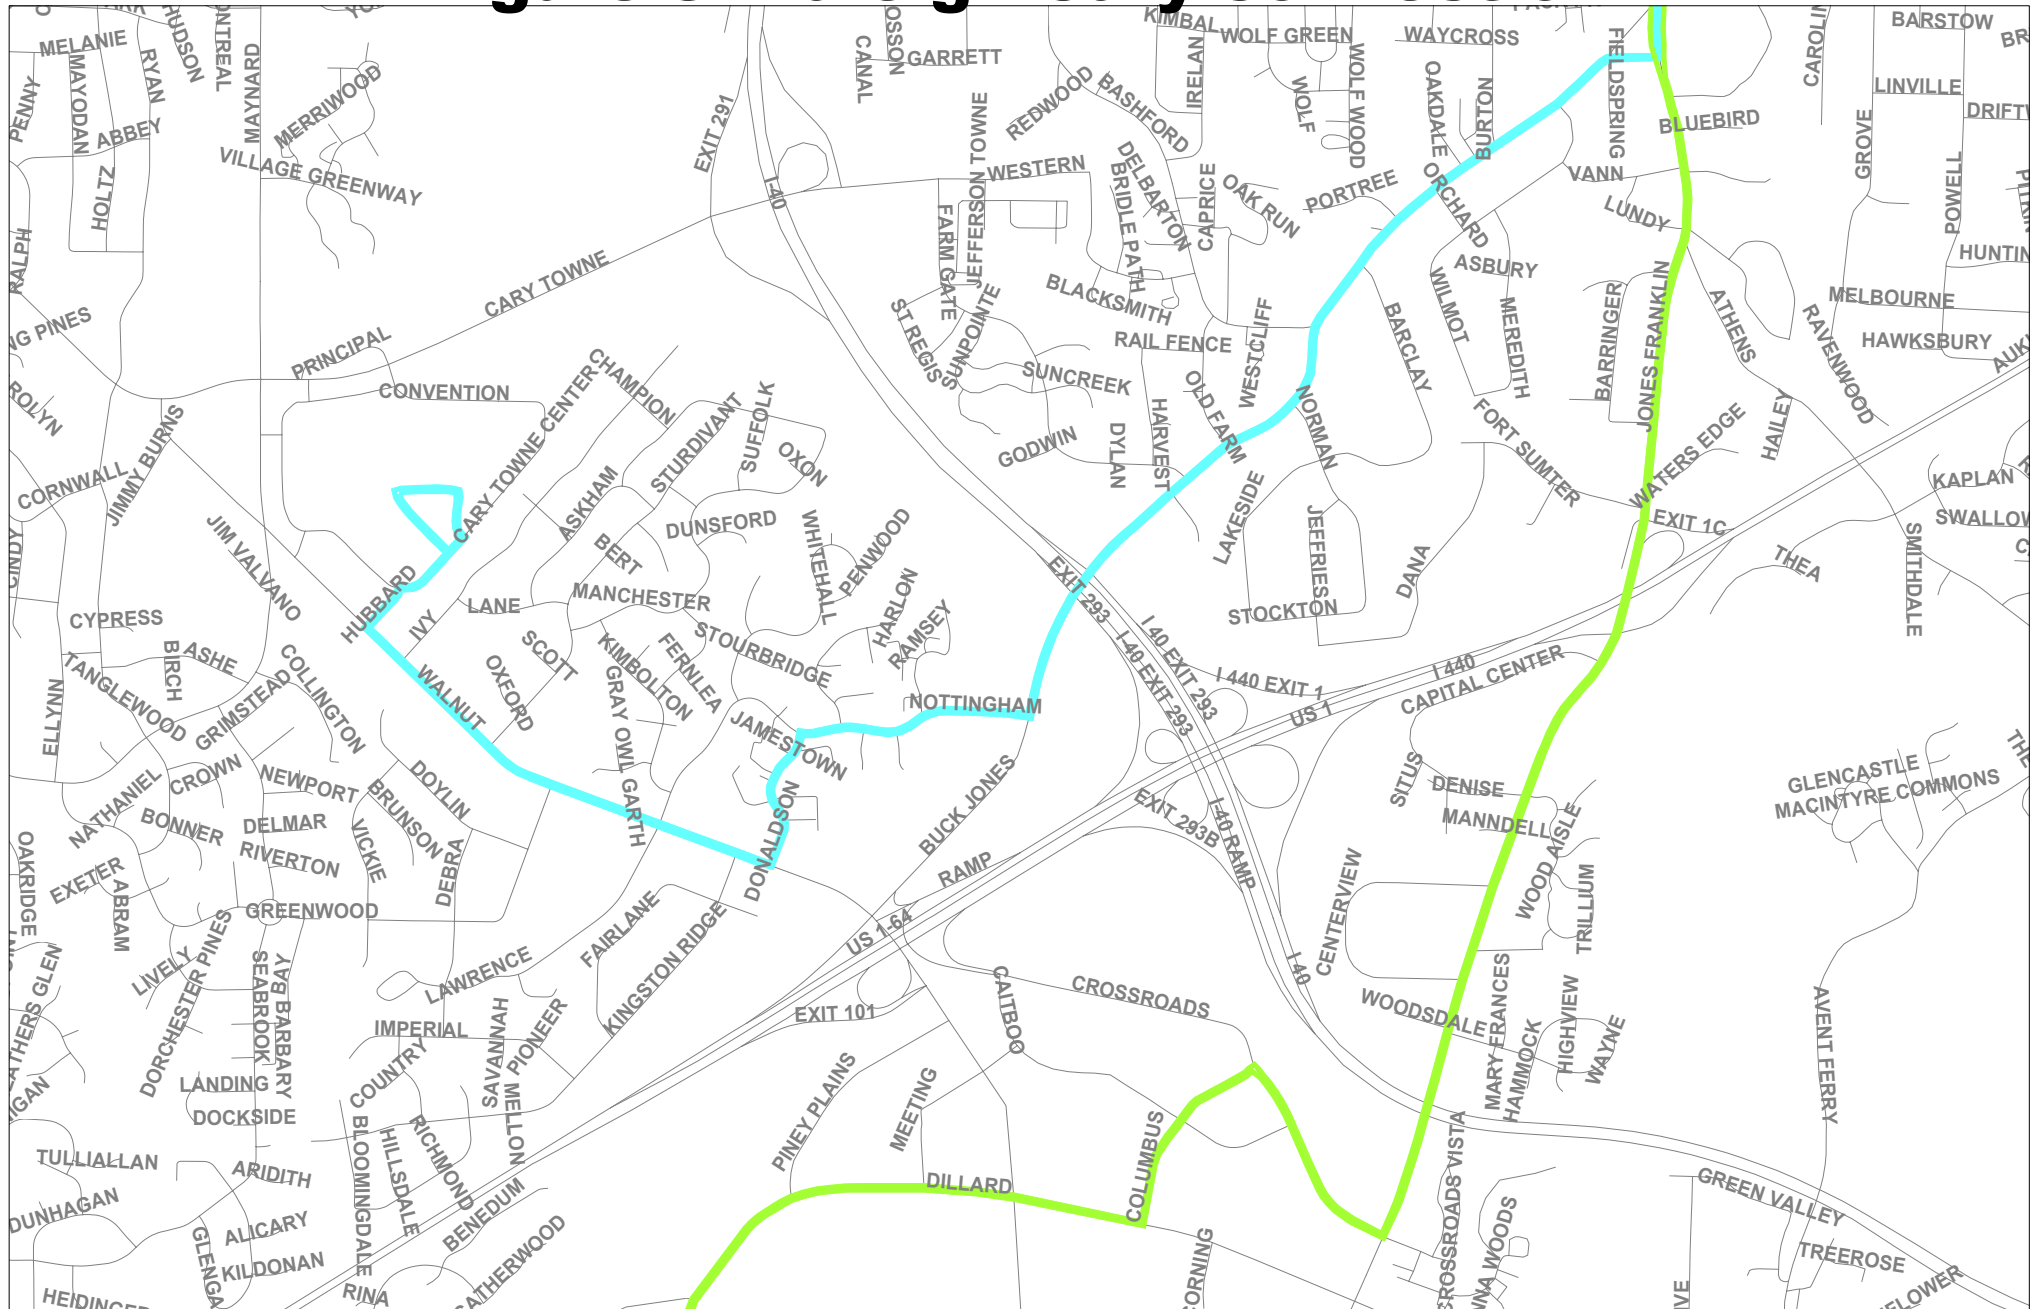 KIMBAL
WOLF GREEN
WAYCROSS
BARSTOW
MELANIE
RYAN
HUDSON
MAYNARD
CANAL
GARRETT
IRELAN
WOLF WOOD
FIELDSPRING
LINVILLE
PENNY
MAYODAN
ABBEY
MERRIWOOD
VILLAGE GREENWAY
EXIT 291
I-40
REDWOOD
BASHFORD
WOLF
OAKDALE
BURTON
BLUEBIRD
GROVE
POWELL
HOLTZ
RALPH
JEFFERSON TOWNE
WESTERN
FARM GATE
DELBARTON
BRIDLE PATH
CAPRICE
OAK RUN
PORTREE
ORCHARD
VANN
LUNDY
ASBURY
CARY TOWNE
PRINCIPAL
CONVENTION
CHAMPION
ST REGIS
SUNPOINTE
BLACKSMITH
RAIL FENCE
WESTCLIFF
BARCLAY
WILMOT
MEREDITH
BARRINGER
JONES FRANKLIN
ATHENS
RAVENWOOD
MELBOURNE
HAWKSBURY
SUNCREEK
OLD FARM
NORMAN
HARVEST
DYLAN
GODWIN
FORT SUMTER
WATERS EDGE
HAILEY
KAPLAN
CORNWALL
JIMMY BURNS
CARY TOWNE CENTER
STURDIVANT
SUFFOLK
OXON
ASKHAM
DUNSFORD
BERT
WHITEHALL
PENWOOD
LAKESIDE
JEFFRIES
DANA
EXIT 1C
SMITHDALE
THEA
CINDY
JIM VALVANO
HUBBARD
IVY
LANE
MANCHESTER
HARLON
RAMSEY
EXIT 293
STOCKTON
CYPRESS
BIRCH
ASHE
TANGLEWOOD
ELLYNN
GRIMSTEAD
COLLINGTON
WALNUT
OXFORD
SCOTT
KIMBOLTON
FERNLEA
STOURBRIDGE
GRAY OWL GARTH
JAMESTOWN
NOTTINGHAM
I-40 EXIT 293
I 40 EXIT 293
I 440 EXIT 1
US 1
I 440
CAPITAL CENTER
NATHANIEL
CROWN
NEWPORT
BRUNSON
DOYLIN
BONNER
DELMAR
RIVERTON
VICKIE
DEBRA
DONALDSON
BUCK JONES
RAMP
EXIT 293B
I-40 RAMP
SITUS
DENISE
MANNDELL
WOOD AISLE
TRILLIUM
GLENCASTLE
MACINTYRE COMMONS
OAKRIDGE
EXETER
ABRAM
GREENWOOD
LIVELY
DORCHESTER PINES
SEABROOK
BAY BARBARY
LAWRENCE
FAIRLANE
KINGSTON RIDGE
US 1-64
EXIT 101
CAITBOO
CROSSROADS
I 40
CENTERVIEW
WOODSDALE
MARY FRANCES
HAMMOCK
HIGHVIEW
WAYNE
AVENT FERRY
IMPERIAL
COUNTRY
SAVANNAH
PIONEER
MELLON
LANDING
DOCKSIDE
PINEY PLAINS
MEETING
DILLARD
COLUMBUS
TULLIALLAN
ARIDITH
BLOOMINGDALE
HILLSDALE
RICHMOND
BENEDUM
DUNHAGAN
ALICARY
KILDONAN
RINA
GREEN VALLEY
TREEROSE